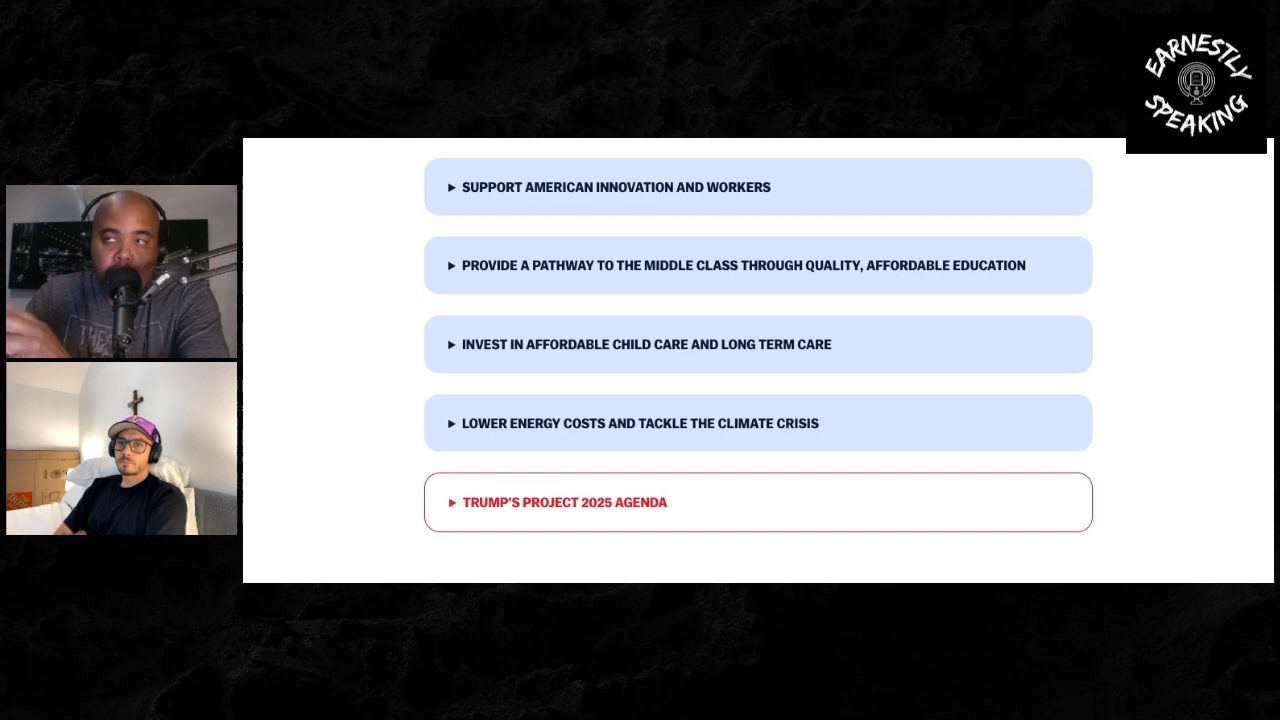 EARNESTLY
SPEAKING
▶ SUPPORT AMERICAN INNOVATION AND WORKERS
▶ PROVIDE A PATHWAY TO THE MIDDLE CLASS THROUGH QUALITY, AFFORDABLE EDUCATION
▶ INVEST IN AFFORDABLE CHILD CARE AND LONG TERM CARE
▶ LOWER ENERGY COSTS AND TACKLE THE CLIMATE CRISIS
▶ TRUMP'S PROJECT 2025 AGENDA